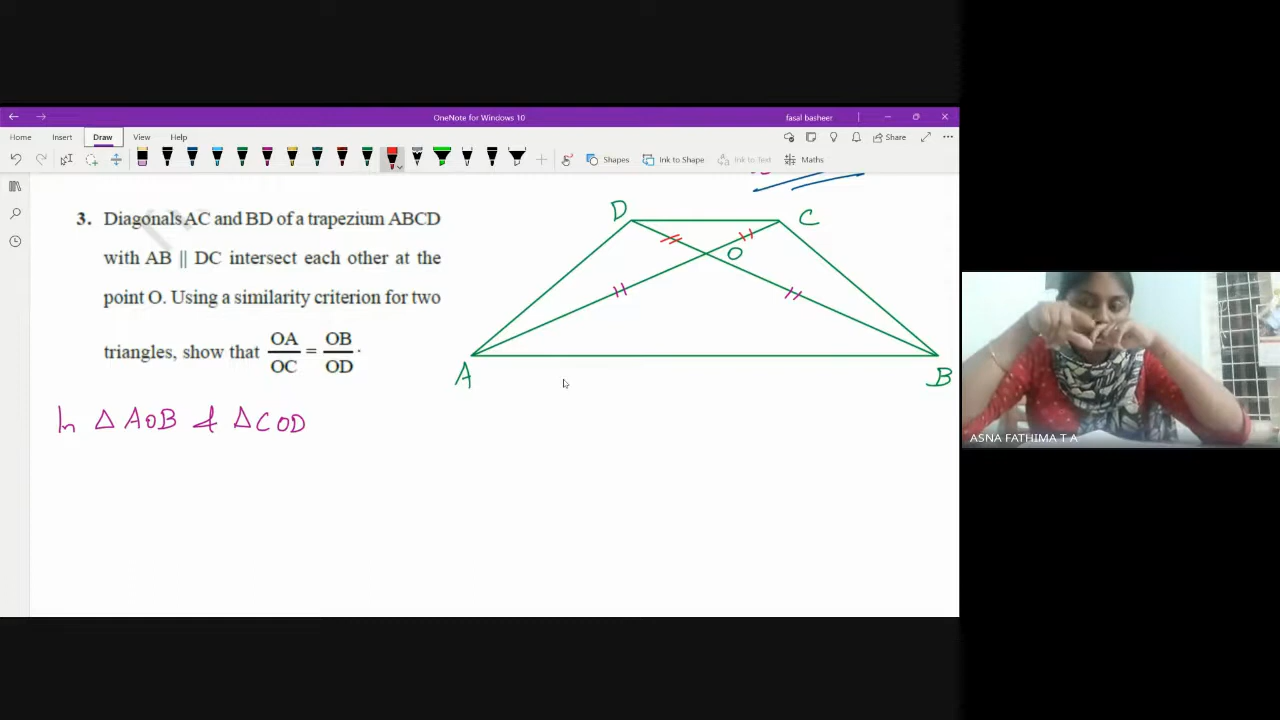 OneNote for Windows 10
fasal basheer
Home Insert Draw View Help
Share
Shapes Ink to Shape Ink to Text Maths
3. Diagonals AC and BD of a trapezium ABCD
with AB || DC intersect each other at the
point O. Using a similarity criterion for two
triangles, show that OA/OC = OB/OD.
D C
O
A B
In △AOB & △COD
ASNA FATHIMA T A